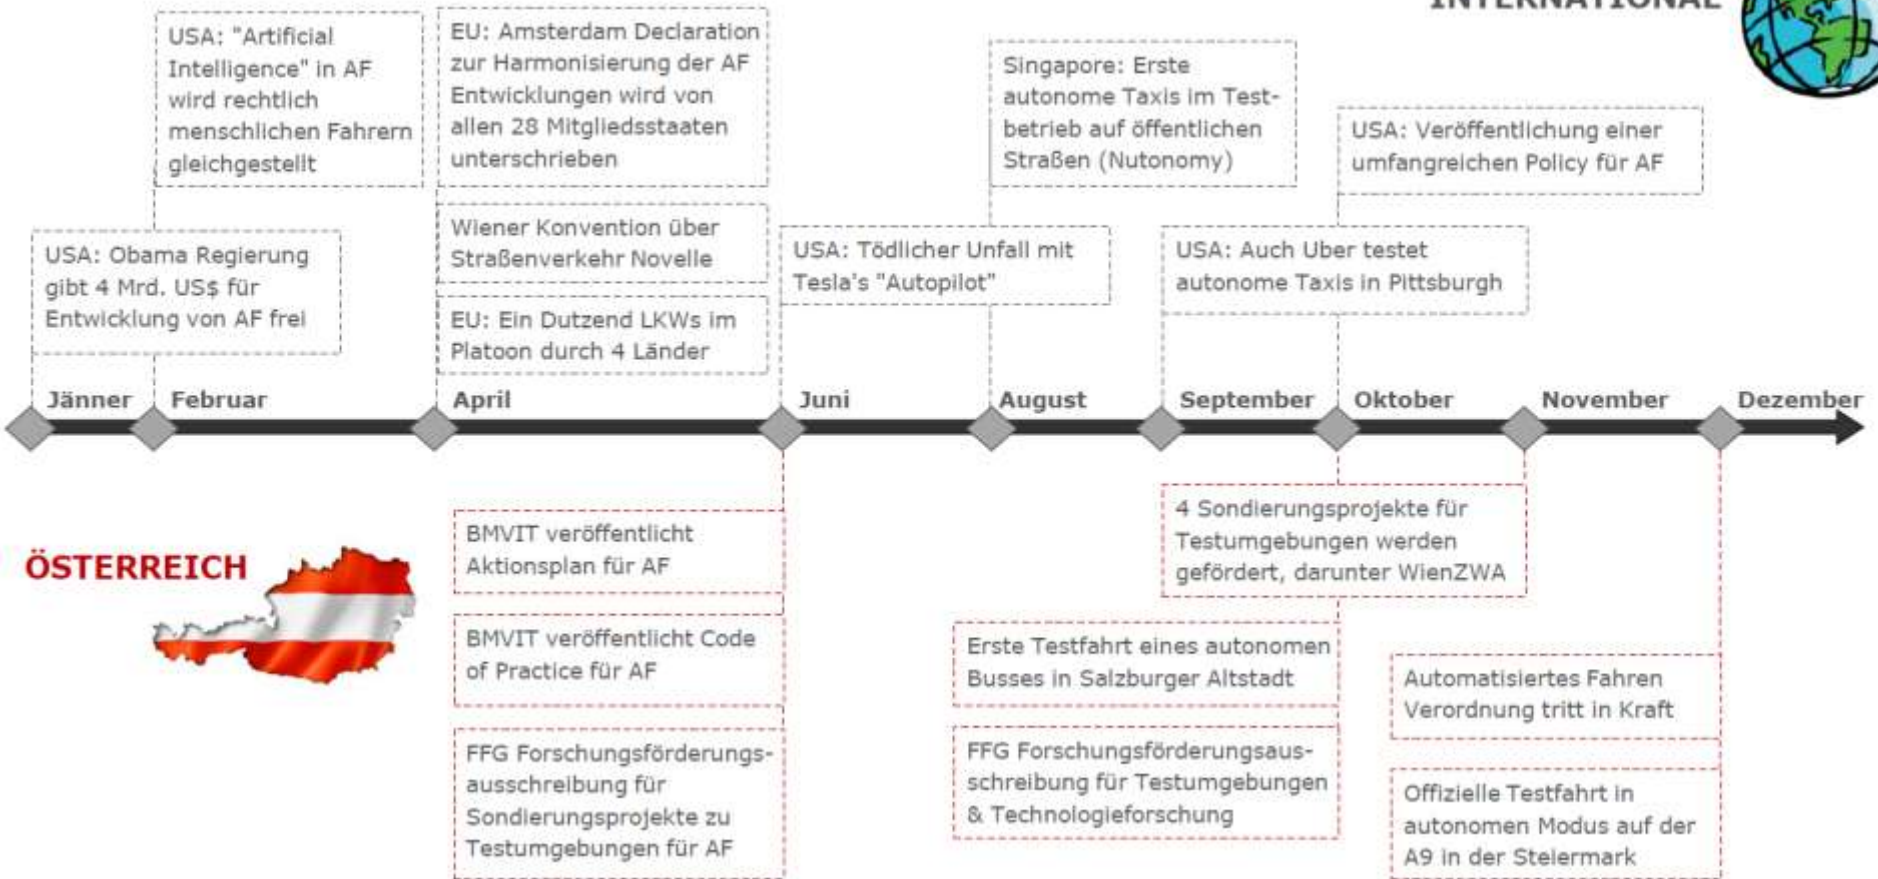 INTERNATIONAL
USA: "Artificial
Intelligence" in AF
wird rechtlich
menschlichen Fahrern
gleichgestellt
EU: Amsterdam Declaration
zur Harmonisierung der AF
Entwicklungen wird von
allen 28 Mitgliedsstaaten
unterschrieben
Singapore: Erste
autonome Taxis im Test-
betrieb auf öffentlichen
Straßen (Nutonomy)
USA: Veröffentlichung einer
umfangreichen Policy für AF
USA: Obama Regierung
gibt 4 Mrd. US$ für
Entwicklung von AF frei
Wiener Konvention über
Straßenverkehr Novelle
EU: Ein Dutzend LKWs im
Platoon durch 4 Länder
USA: Tödlicher Unfall mit
Tesla's "Autopilot"
USA: Auch Uber testet
autonome Taxis in Pittsburgh
Jänner
Februar
April
Juni
August
September
Oktober
November
Dezember
ÖSTERREICH
BMVIT veröffentlicht
Aktionsplan für AF
BMVIT veröffentlicht Code
of Practice für AF
FFG Forschungsförderungs-
ausschreibung für
Sondierungsprojekte zu
Testumgebungen für AF
4 Sondierungsprojekte für
Testumgebungen werden
gefördert, darunter WienZWA
Erste Testfahrt eines autonomen
Busses in Salzburger Altstadt
FFG Forschungsförderungsaus-
schreibung für Testumgebungen
& Technologieforschung
Automatisiertes Fahren
Verordnung tritt in Kraft
Offizielle Testfahrt in
autonomen Modus auf der
A9 in der Steiermark